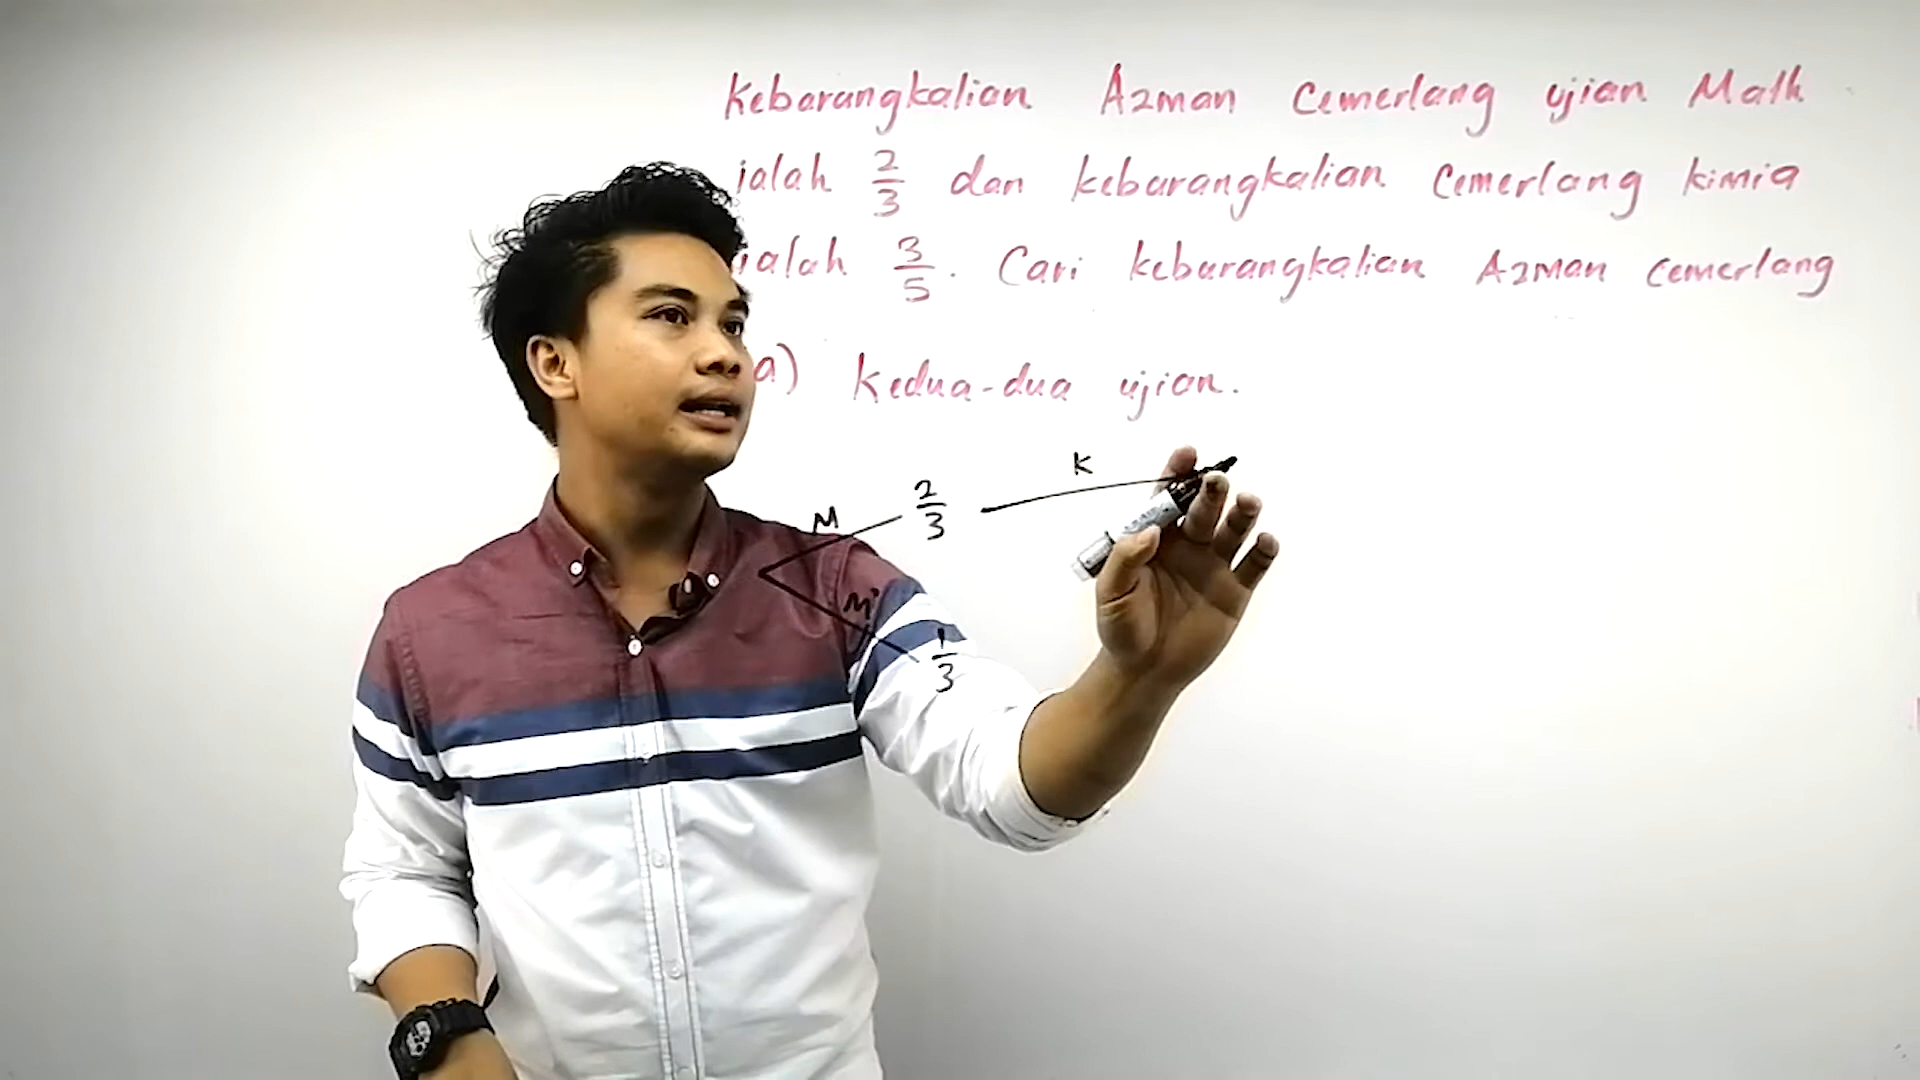 Kebarangkalian Azman Cemerlang ujian Math
ialah 2/3 dan kebarangkalian Cemerlang kimia
ialah 3/5. Cari kebarangkalian Azman cemerlang
a) Kedua-dua ujian.
M 2/3 K
M' 1/3